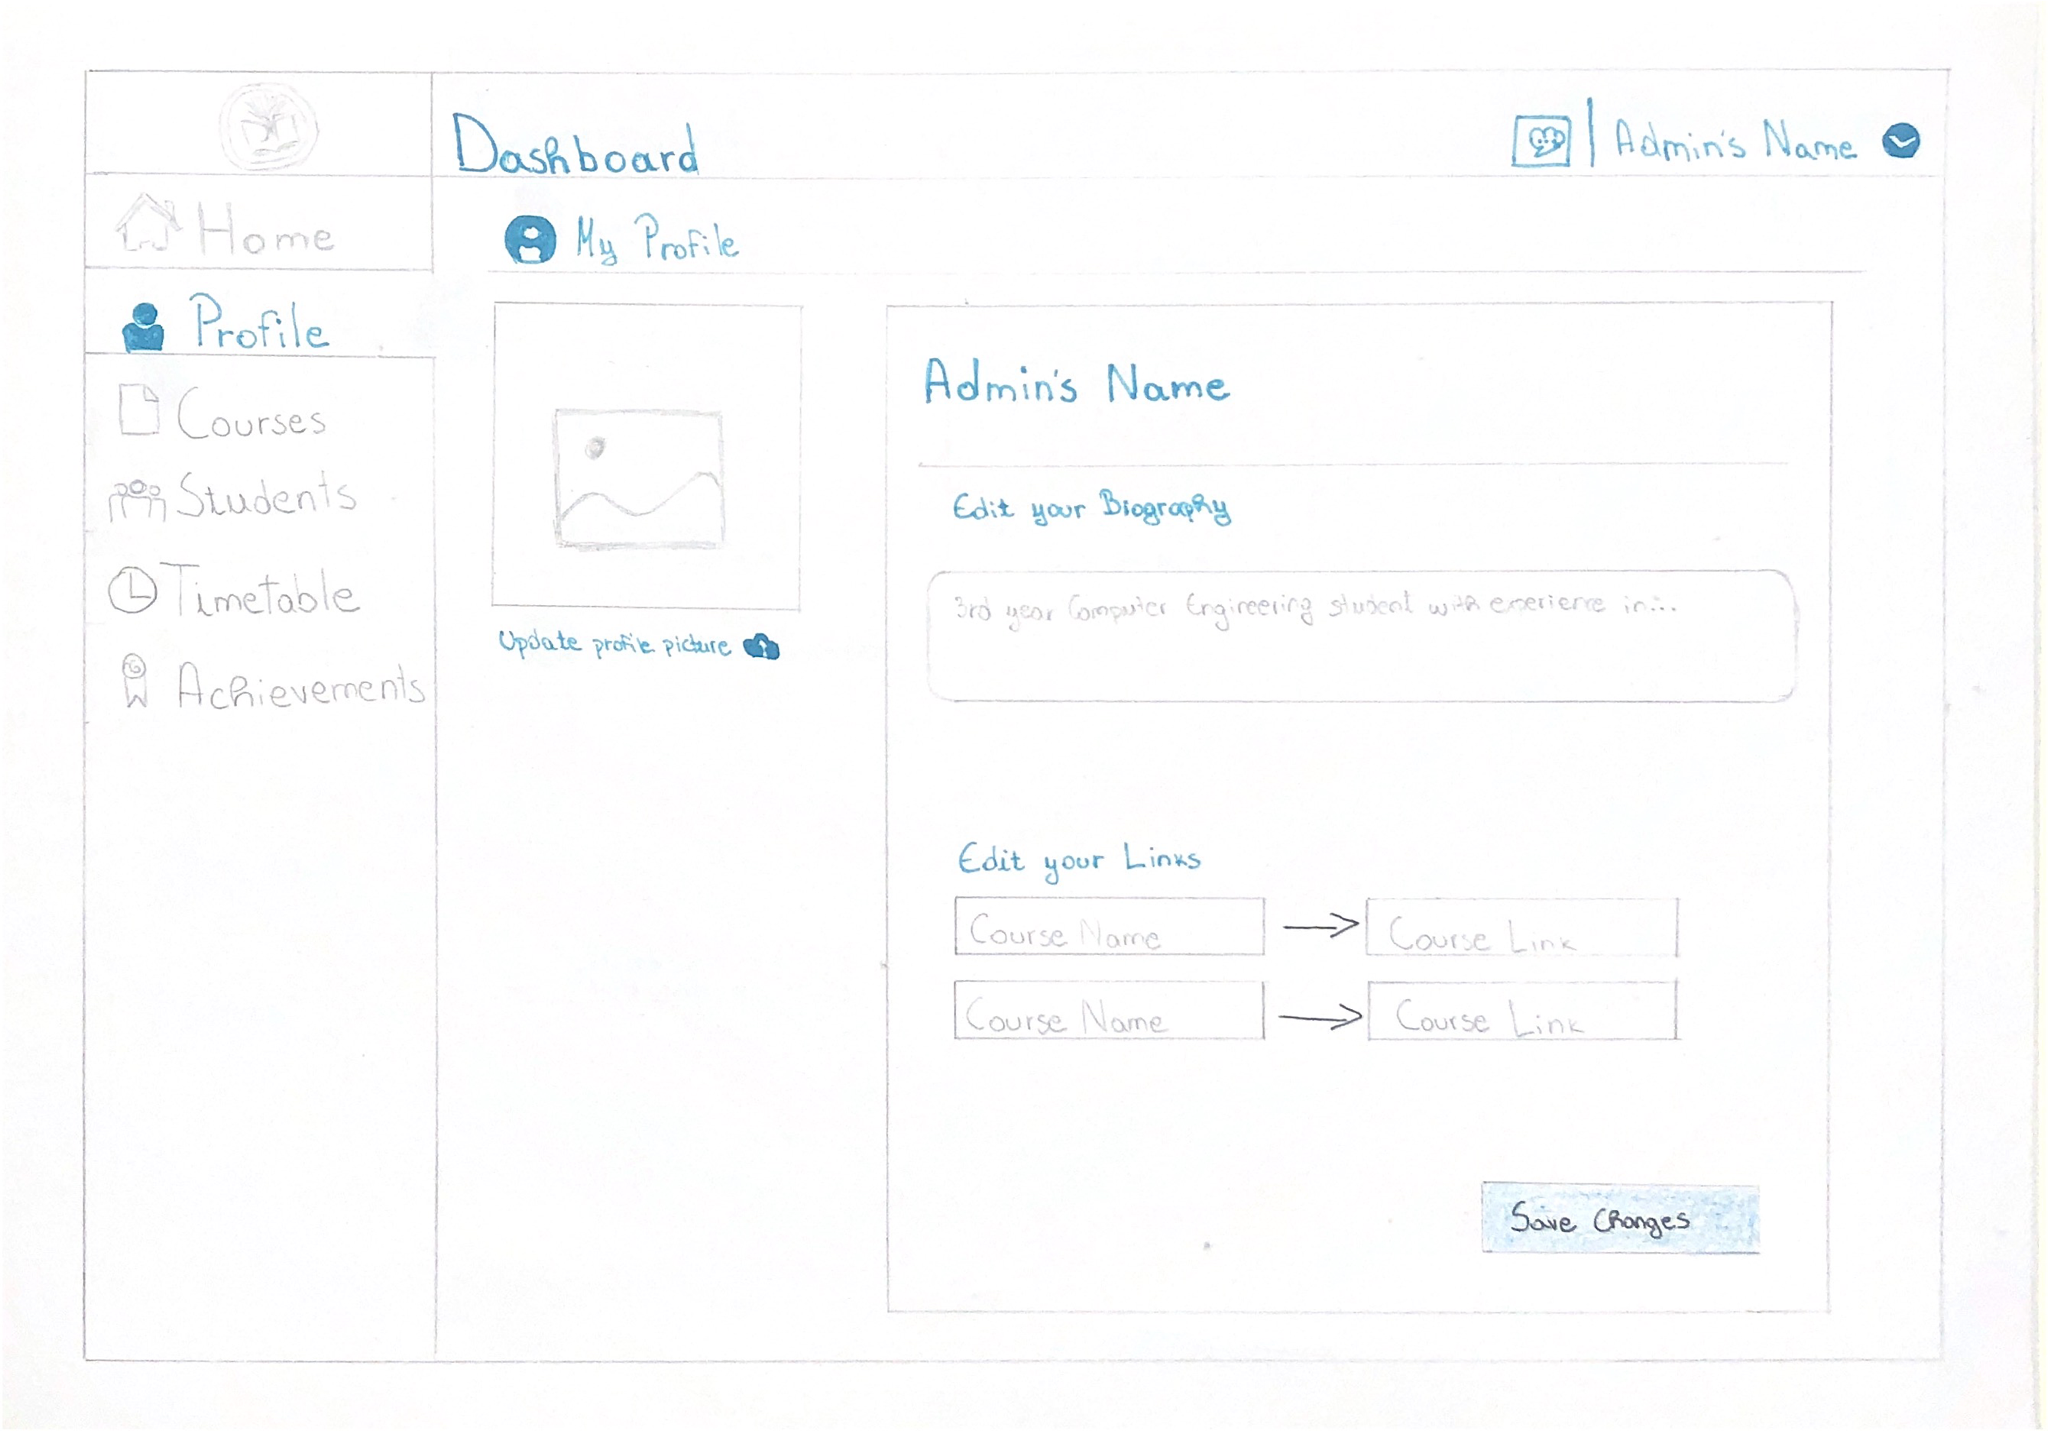 Dashboard
Admin's Name
Home
My Profile
Profile
Courses
Students
Timetable
Achievements
Update profile picture
Admin's Name
Edit your Biography
3rd year Computer Engineering student with experience in...
Edit your Links
Course Name
Course Link
Course Name
Course Link
Save Changes